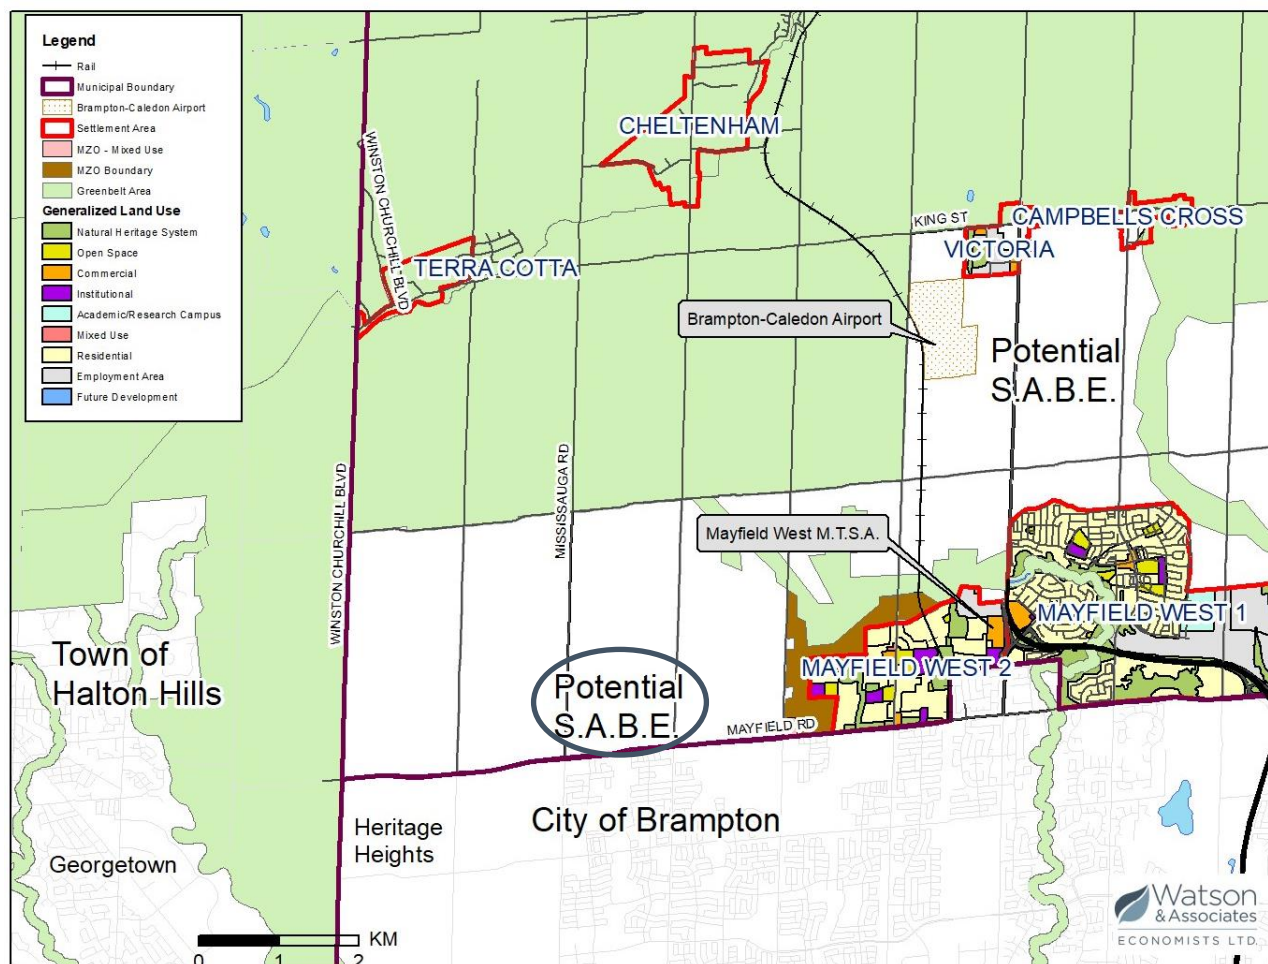 Legend
Rail
Municipal Boundary
Brampton-Caledon Airport
Settlement Area
MZO - Mixed Use
MZO Boundary
Greenbelt Area
Generalized Land Use
Natural Heritage System
Open Space
Commercial
Institutional
Academic/Research Campus
Mixed Use
Residential
Employment Area
Future Development
CHELTENHAM
WINSTON CHURCHILL BLVD
TERRA COTTA
KING ST
CAMPBELLS CROSS
VICTORIA
Brampton-Caledon Airport
Potential
S.A.B.E.
WINSTON CHURCHILL BLVD
MISSISSAUGA RD
Mayfield West M.T.S.A.
MAYFIELD WEST 1
MAYFIELD WEST 2
Town of
Halton Hills
Potential
S.A.B.E.
MAYFIELD RD
City of Brampton
Heritage
Heights
Georgetown
KM
0 1 2
Watson
& Associates
ECONOMISTS LTD.